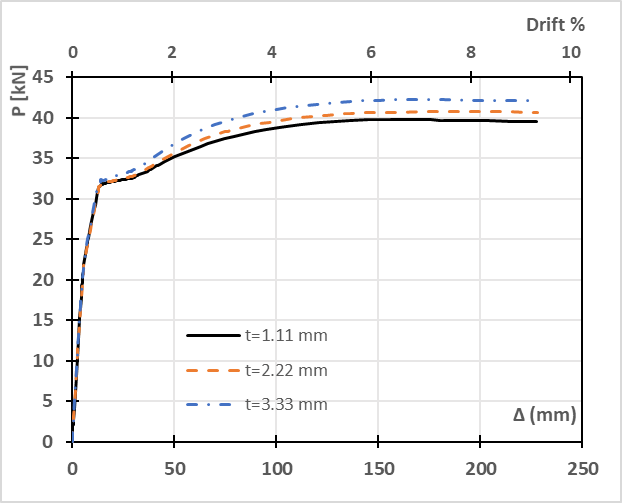 Drift %
0 2 4 6 8 10
P [kN]
45
40
35
30
25
20
15
10
5
0
t=1.11 mm
t=2.22 mm
t=3.33 mm
Δ (mm)
0 50 100 150 200 250